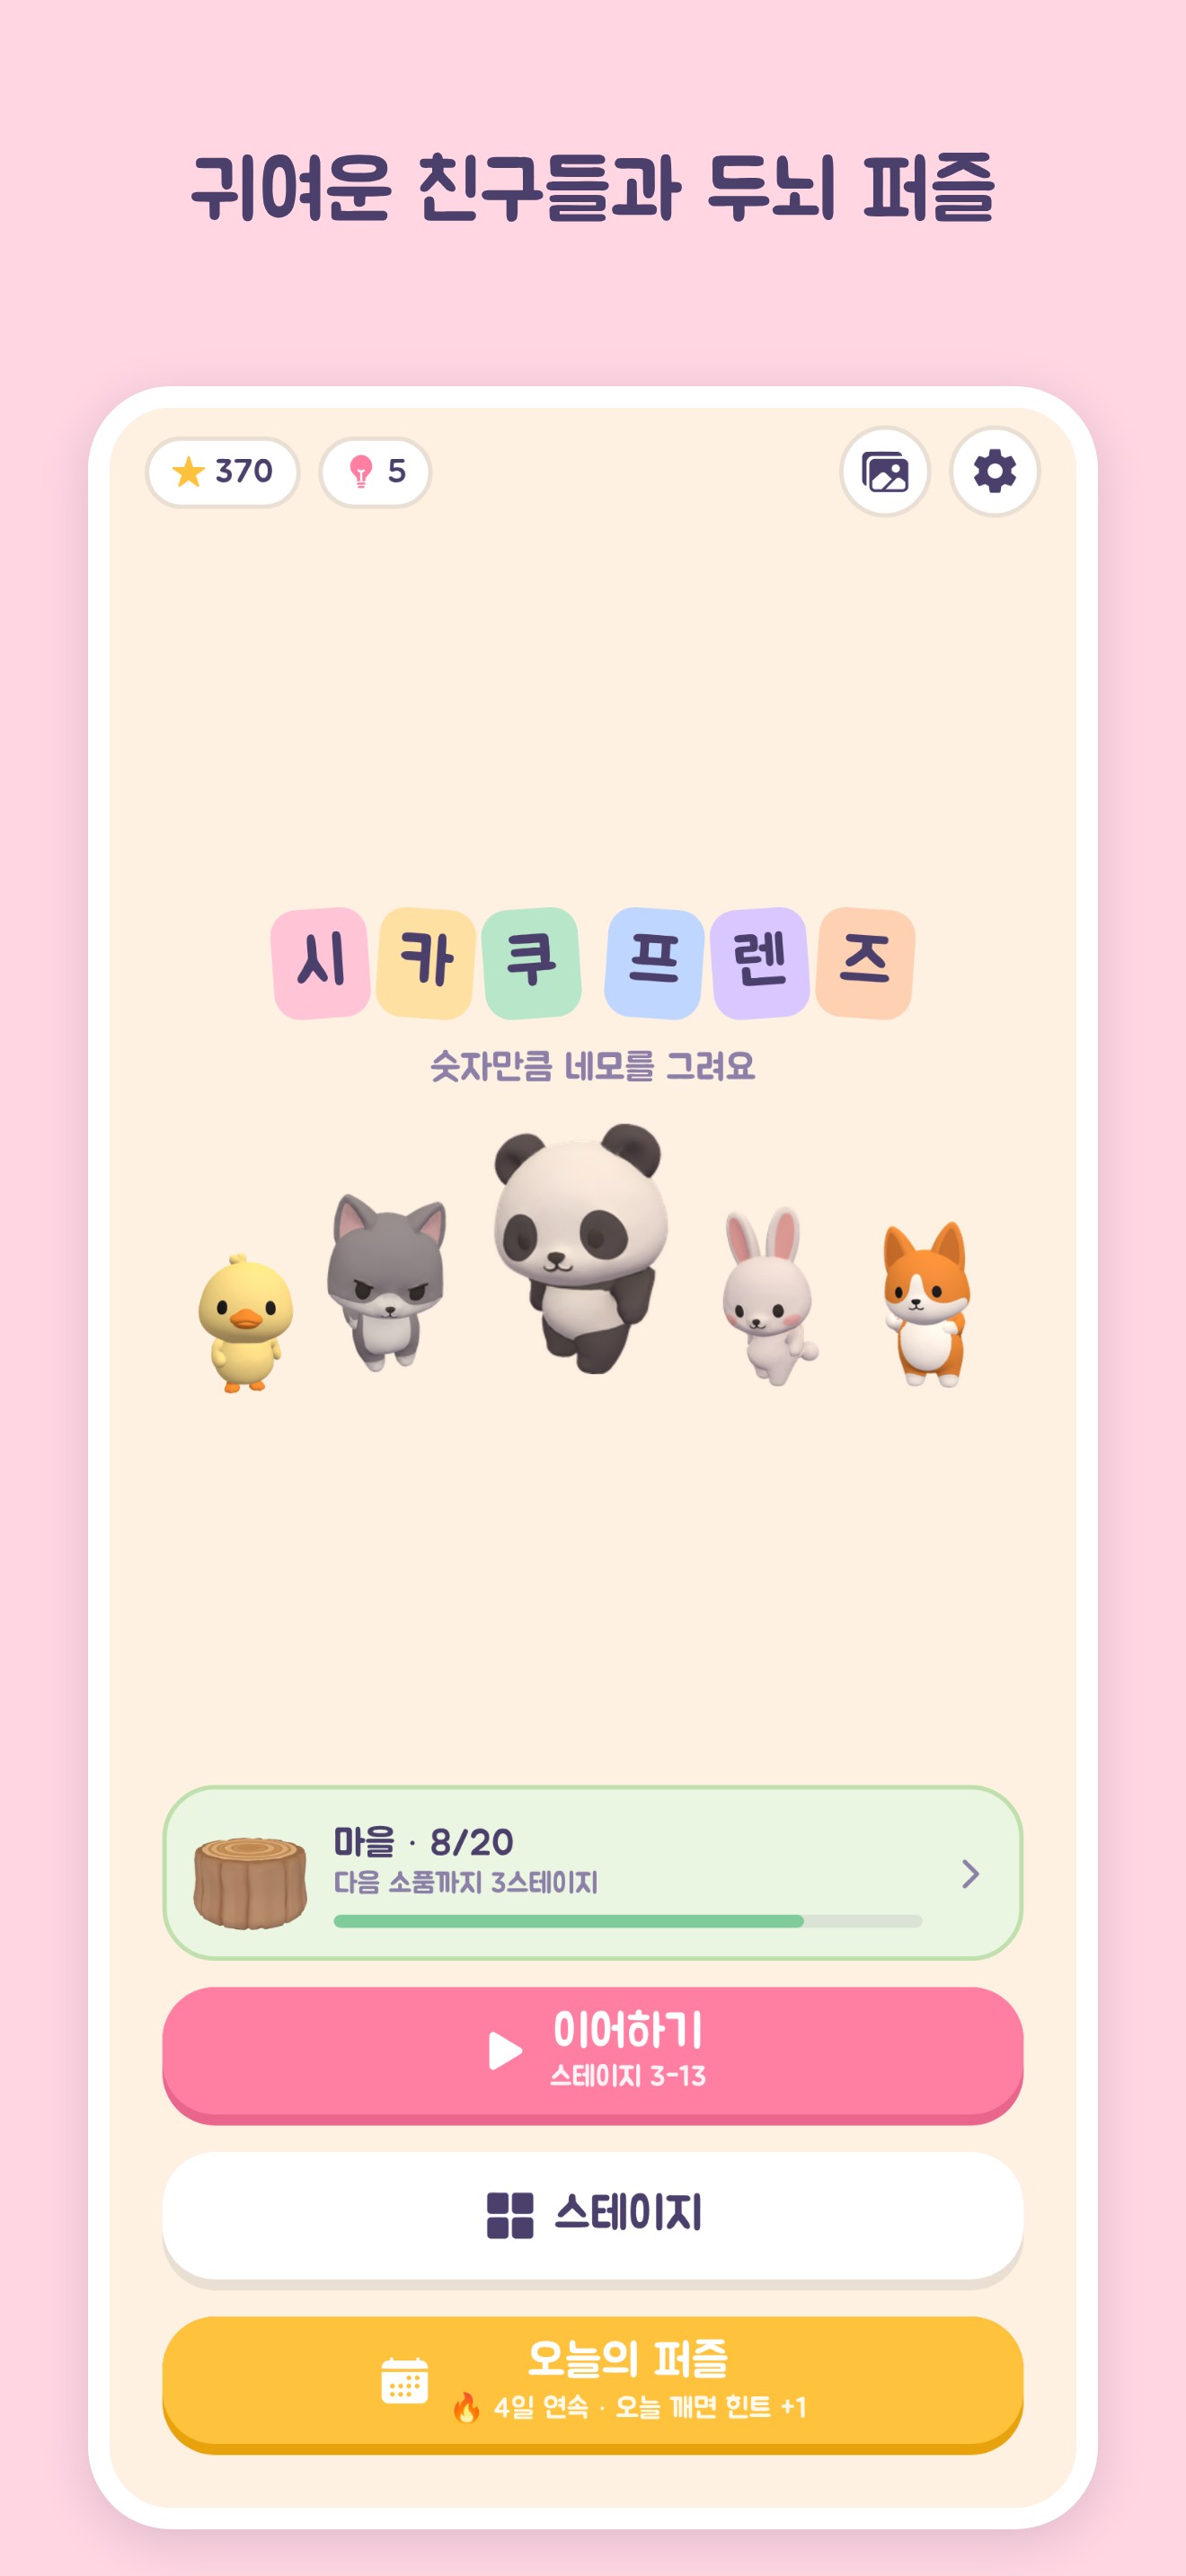 귀여운 친구들과 두뇌 퍼즐
370
5
시카쿠 프렌즈
숫자만큼 네모를 그려요
마을 · 8/20
다음 소품까지 3스테이지
이어하기
스테이지 3-13
스테이지
오늘의 퍼즐
🔥 4일 연속 · 오늘 깨면 힌트 +1